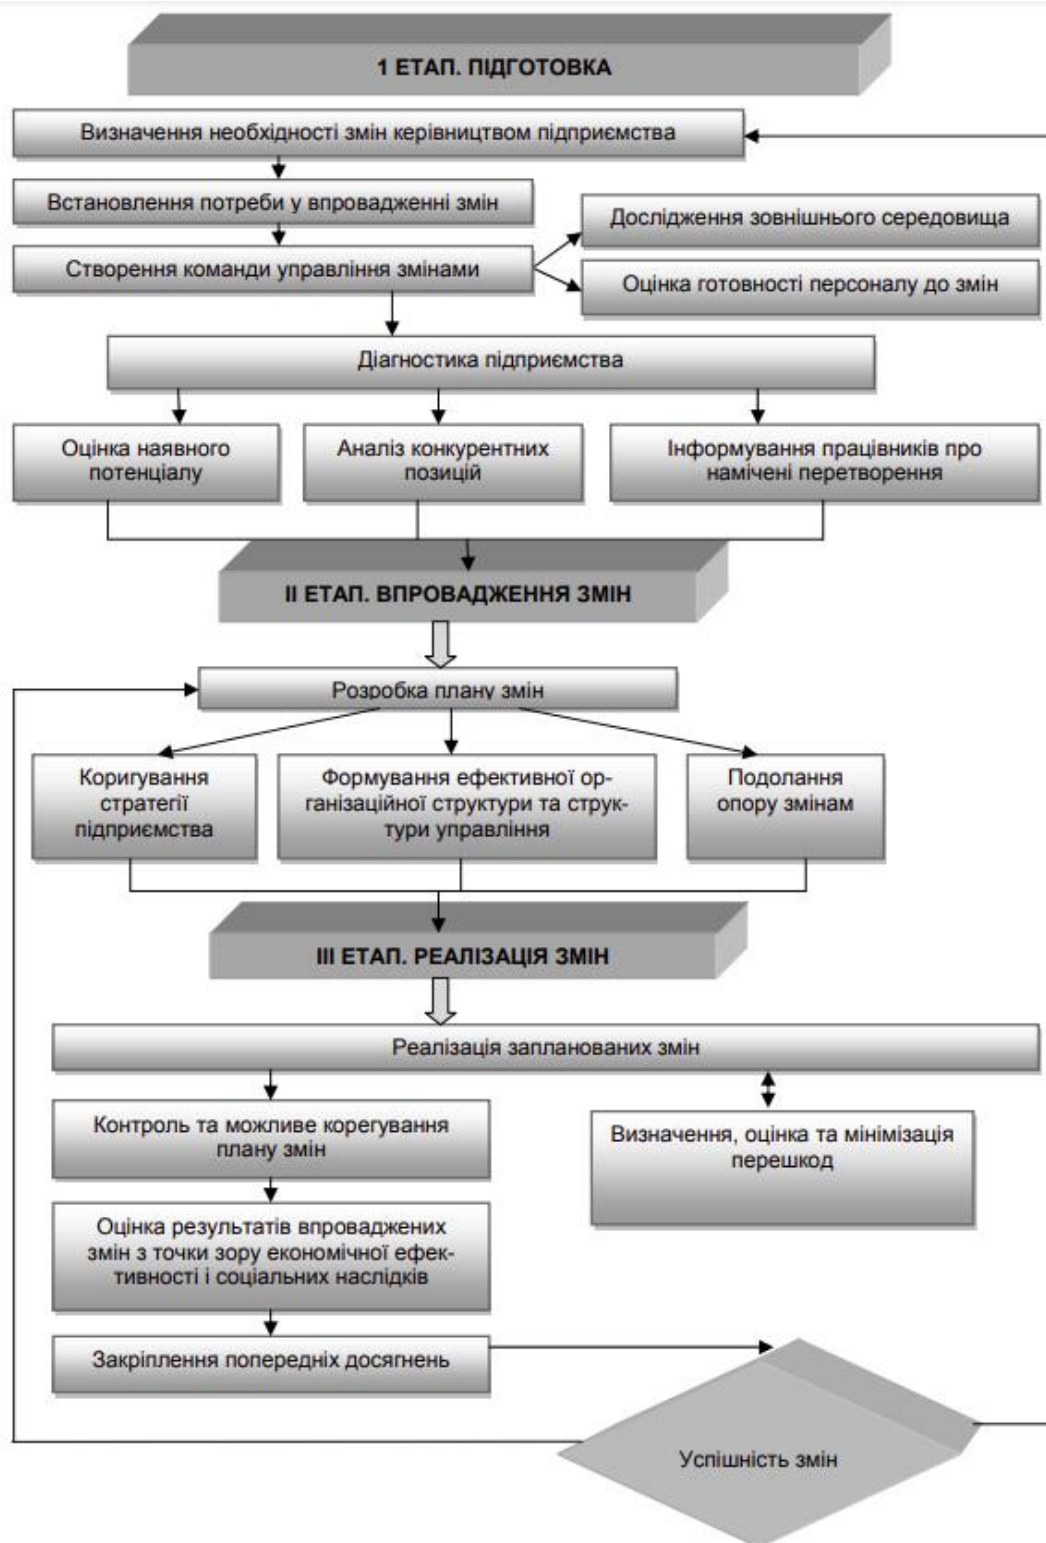 1 ЕТАП. ПІДГОТОВКА
Визначення необхідності змін керівництвом підприємства
Встановлення потреби у впровадженні змін
Дослідження зовнішнього середовища
Створення команди управління змінами
Оцінка готовності персоналу до змін
Діагностика підприємства
Оцінка наявного
потенціалу
Аналіз конкурентних
позицій
Інформування працівників про
намічені перетворення
ІІ ЕТАП. ВПРОВАДЖЕННЯ ЗМІН
Розробка плану змін
Коригування
стратегії
підприємства
Формування ефективної ор-
ганізаційної структури та струк-
тури управління
Подолання
опору змінам
ІІІ ЕТАП. РЕАЛІЗАЦІЯ ЗМІН
Реалізація запланованих змін
Контроль та можливе корегування
плану змін
Визначення, оцінка та мінімізація
перешкод
Оцінка результатів впроваджених
змін з точки зору економічної ефек-
тивності і соціальних наслідків
Закріплення попередніх досягнень
Успішність змін